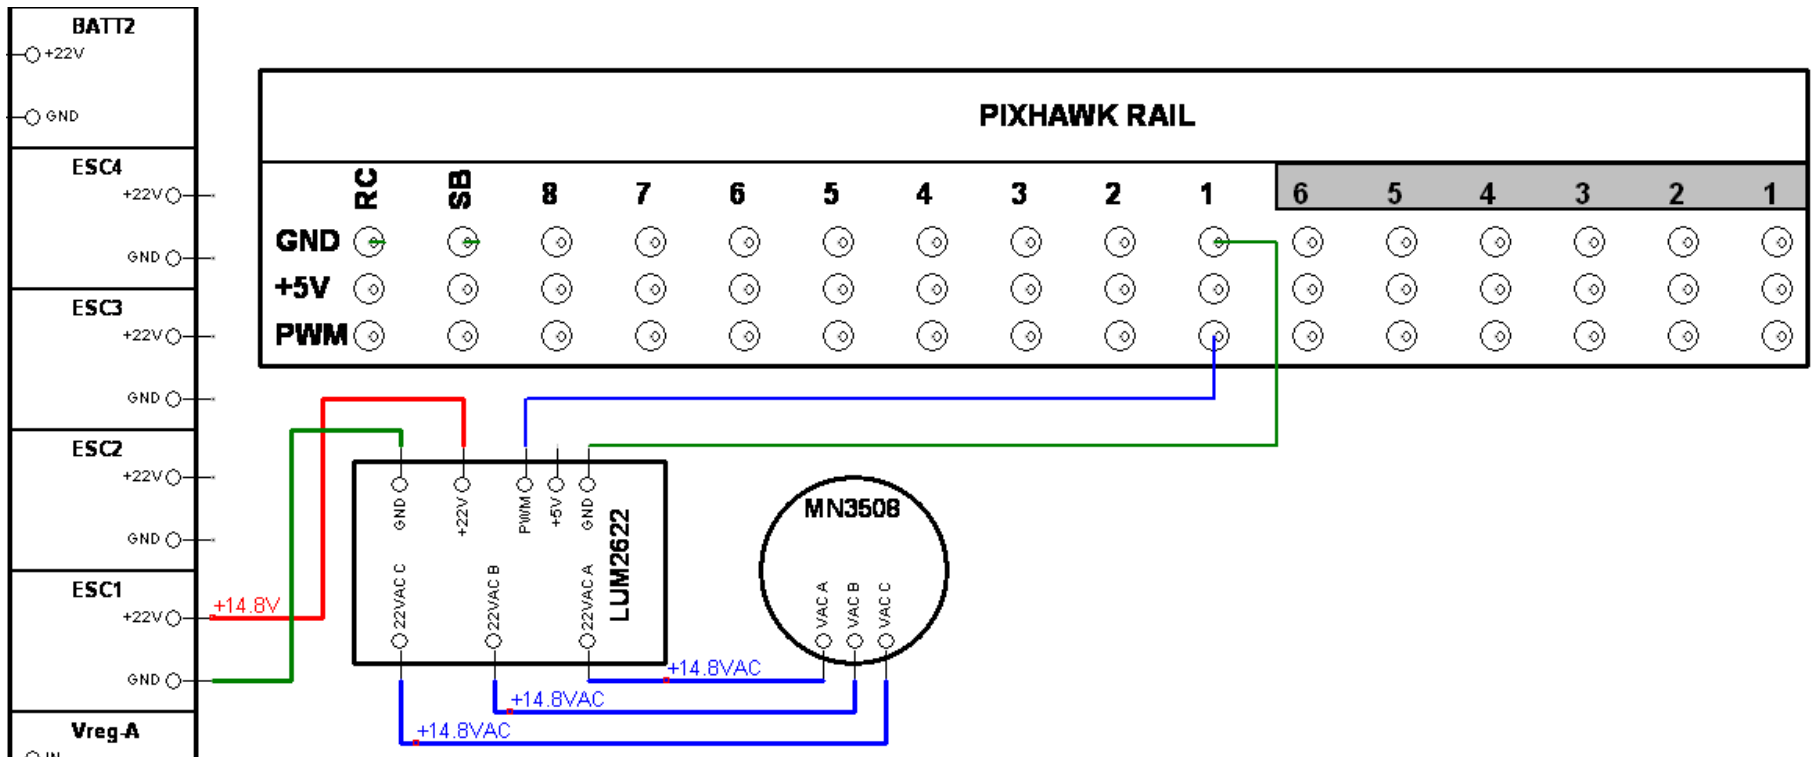 BATT2
+22V
GND
ESC4
+22V
GND
ESC3
+22V
GND
ESC2
+22V
GND
ESC1
+22V
GND
Vreg-A
IN
PIXHAWK RAIL
RC SB 8 7 6 5 4 3 2 1 6 5 4 3 2 1
GND
+5V
PWM
+14.8V
GND +22V PWM +5V GND
LUM2622
22VAC C 22VAC B 22VAC A
MN3508
VAC A VAC B VAC C
+14.8VAC
+14.8VAC
+14.8VAC